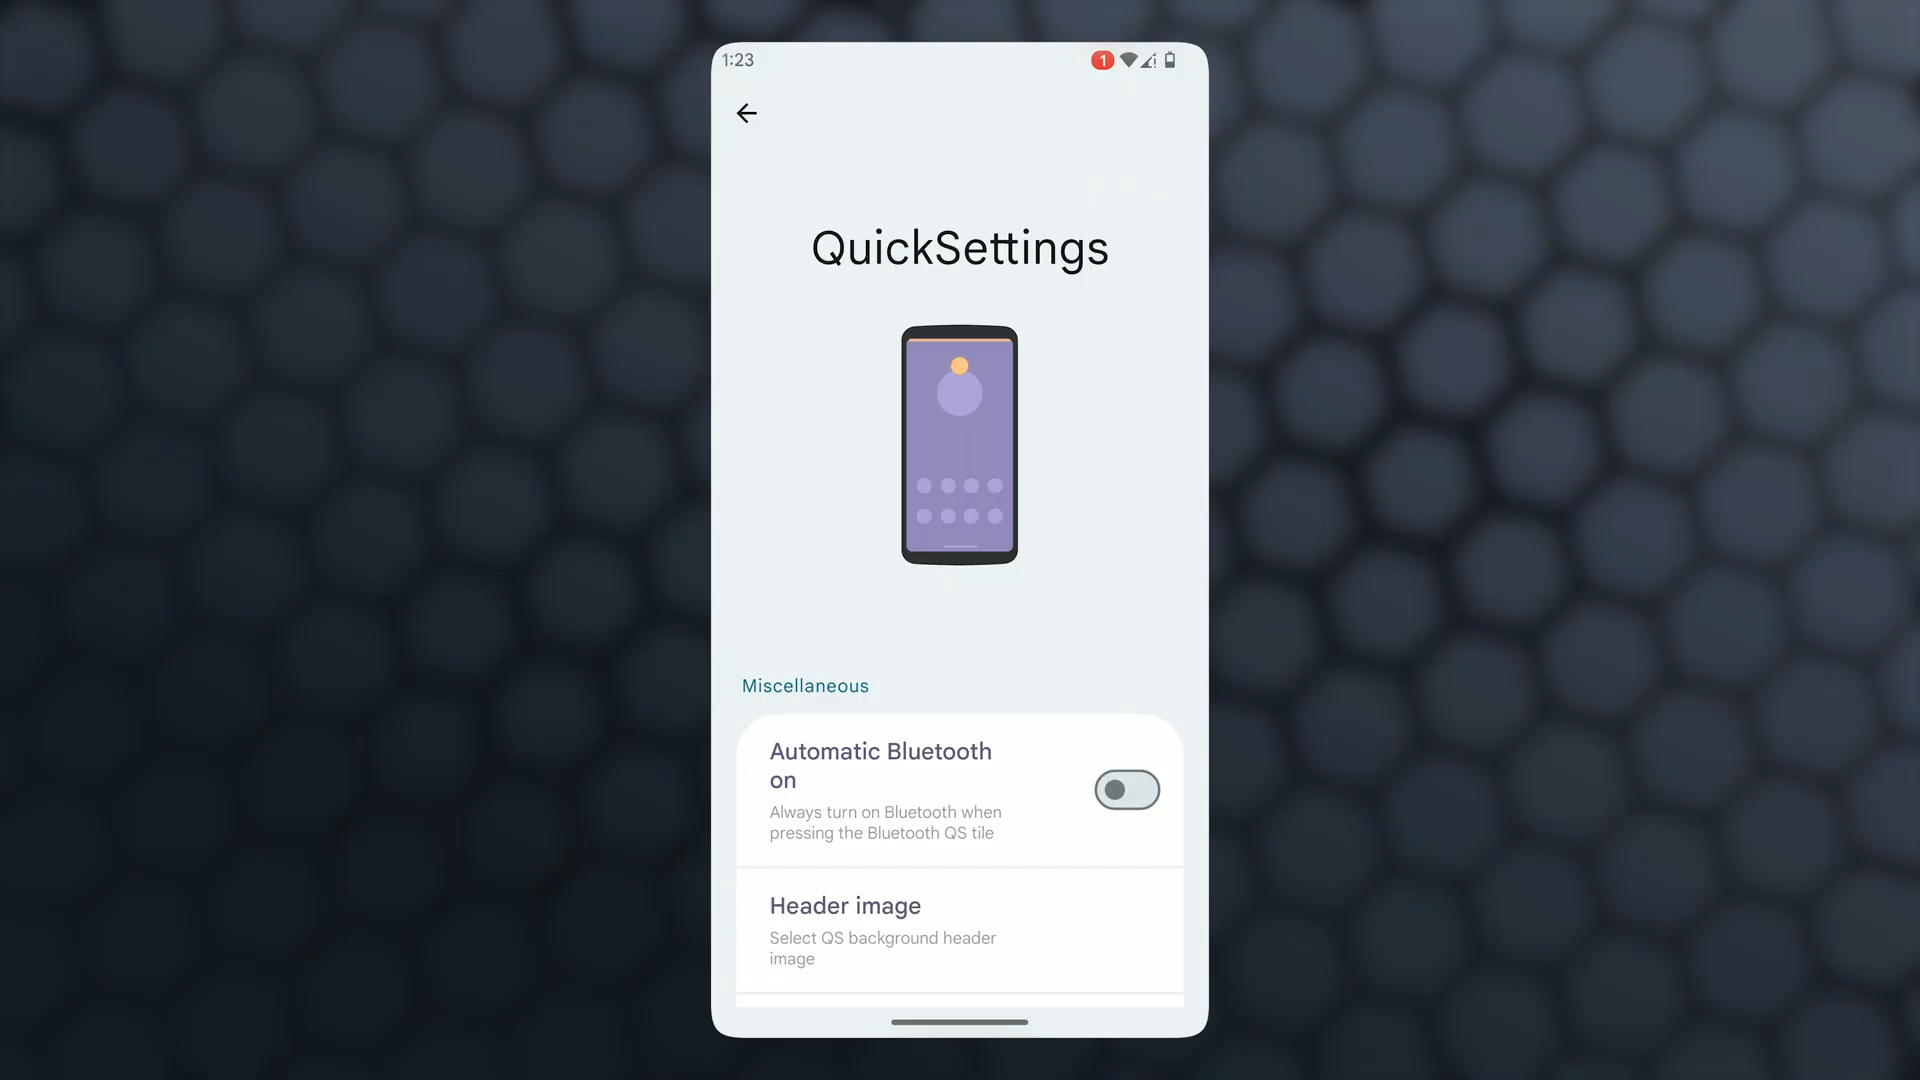 1:23
1
QuickSettings
Miscellaneous
Automatic Bluetooth
on
Always turn on Bluetooth when
pressing the Bluetooth QS tile
Header image
Select QS background header
image